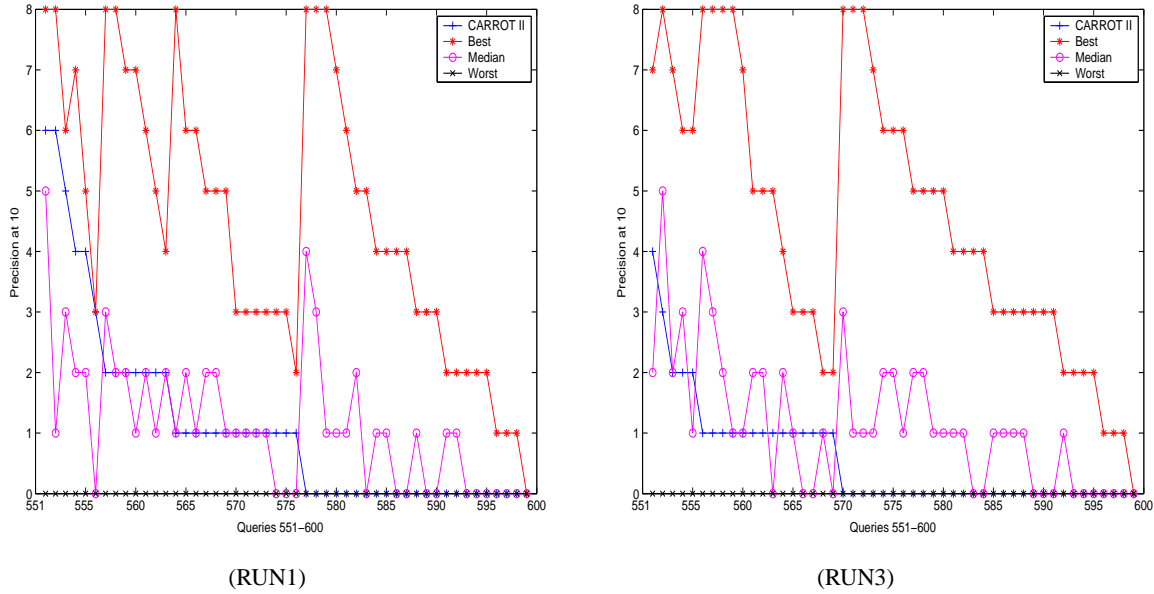 8
7
6
5
4
3
2
1
0
Precision at 10
551 555 560 565 570 575 580 585 590 595 600
Queries 551−600
CARROT II
Best
Median
Worst
(RUN1)
8
7
6
5
4
3
2
1
0
Precision at 10
551 555 560 565 570 575 580 585 590 595 600
Queries 551−600
CARROT II
Best
Median
Worst
(RUN3)